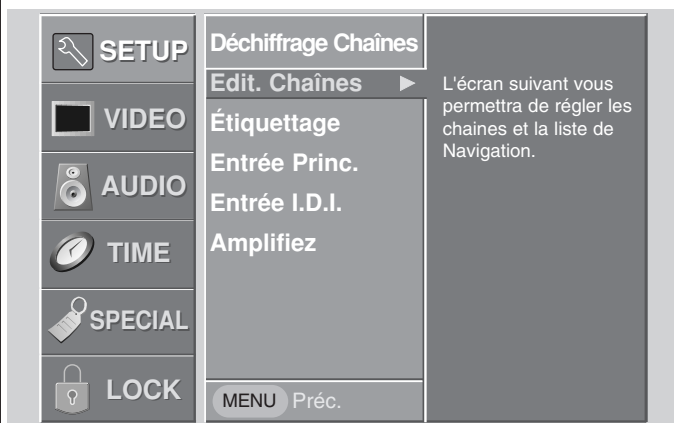 SETUP
VIDEO
AUDIO
TIME
SPECIAL
LOCK
Déchiffrage Chaînes
Edit. Chaînes
Étiquettage
Entrée Princ.
Entrée I.D.I.
Amplifiez
MENU Préc.
L'écran suivant vous
permettra de régler les
chaines et la liste de
Navigation.